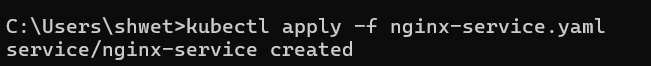 C:\Users\shwet>kubectl apply -f nginx-service.yaml
service/nginx-service created